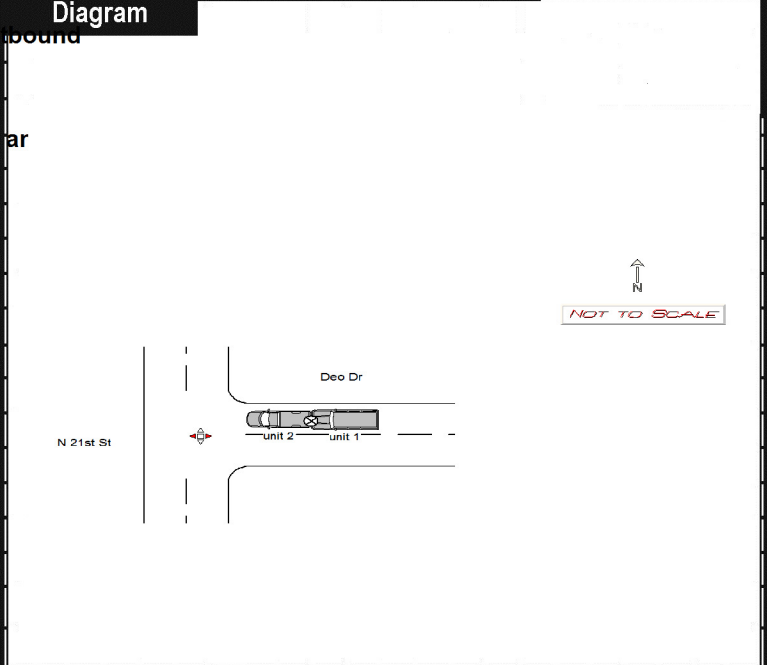 Diagram
tbound
ar
N
NOT TO SCALE
Deo Dr
N 21st St
unit 2
unit 1